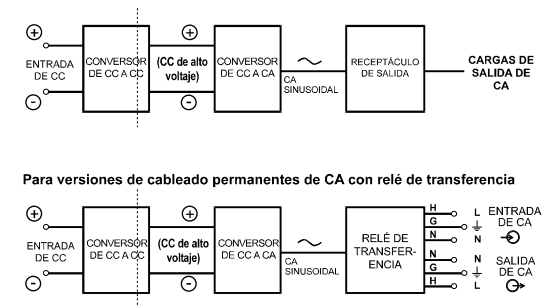 +
ENTRADA
DE CC
-
CONVERSOR
DE CC A CC
+
(CC de alto
voltaje)
-
CONVERSOR
DE CC A CA
CA
SINUSOIDAL
RECEPTÁCULO
DE SALIDA
CARGAS DE
SALIDA DE
CA
Para versiones de cableado permanentes de CA con relé de transferencia
+
ENTRADA
DE CC
-
CONVERSOR
DE CC A CC
+
(CC de alto
voltaje)
-
CONVERSOR
DE CC A CA
CA
SINUSOIDAL
RELÉ DE
TRANSFER-
ENCIA
H L
G
N N
ENTRADA
DE CA
N N
G
H L
SALIDA
DE CA